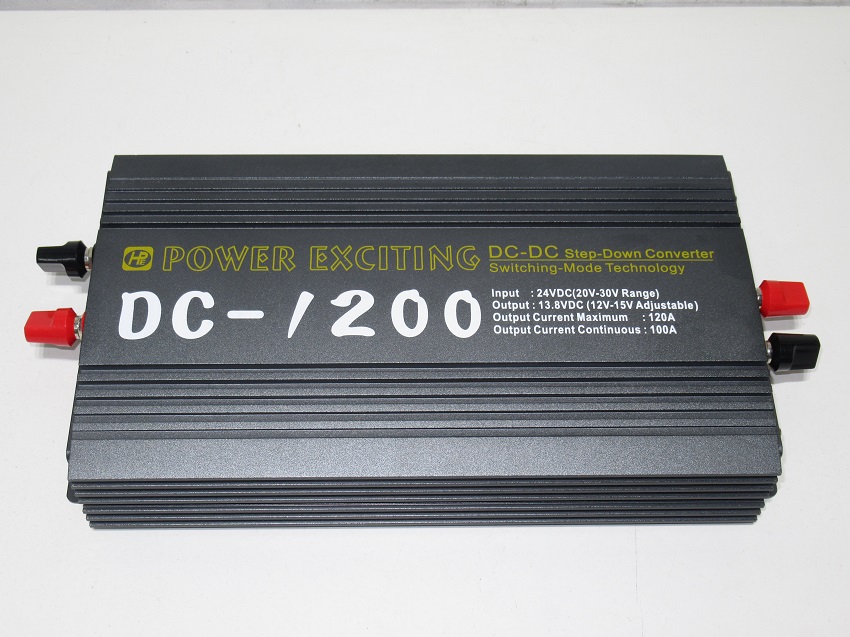 HPE POWER EXCITING
DC-DC Step-Down Converter
Switching-Mode Technology
DC-1200
Input : 24VDC(20V-30V Range)
Output : 13.8VDC (12V-15V Adjustable)
Output Current Maximum : 120A
Output Current Continuous : 100A